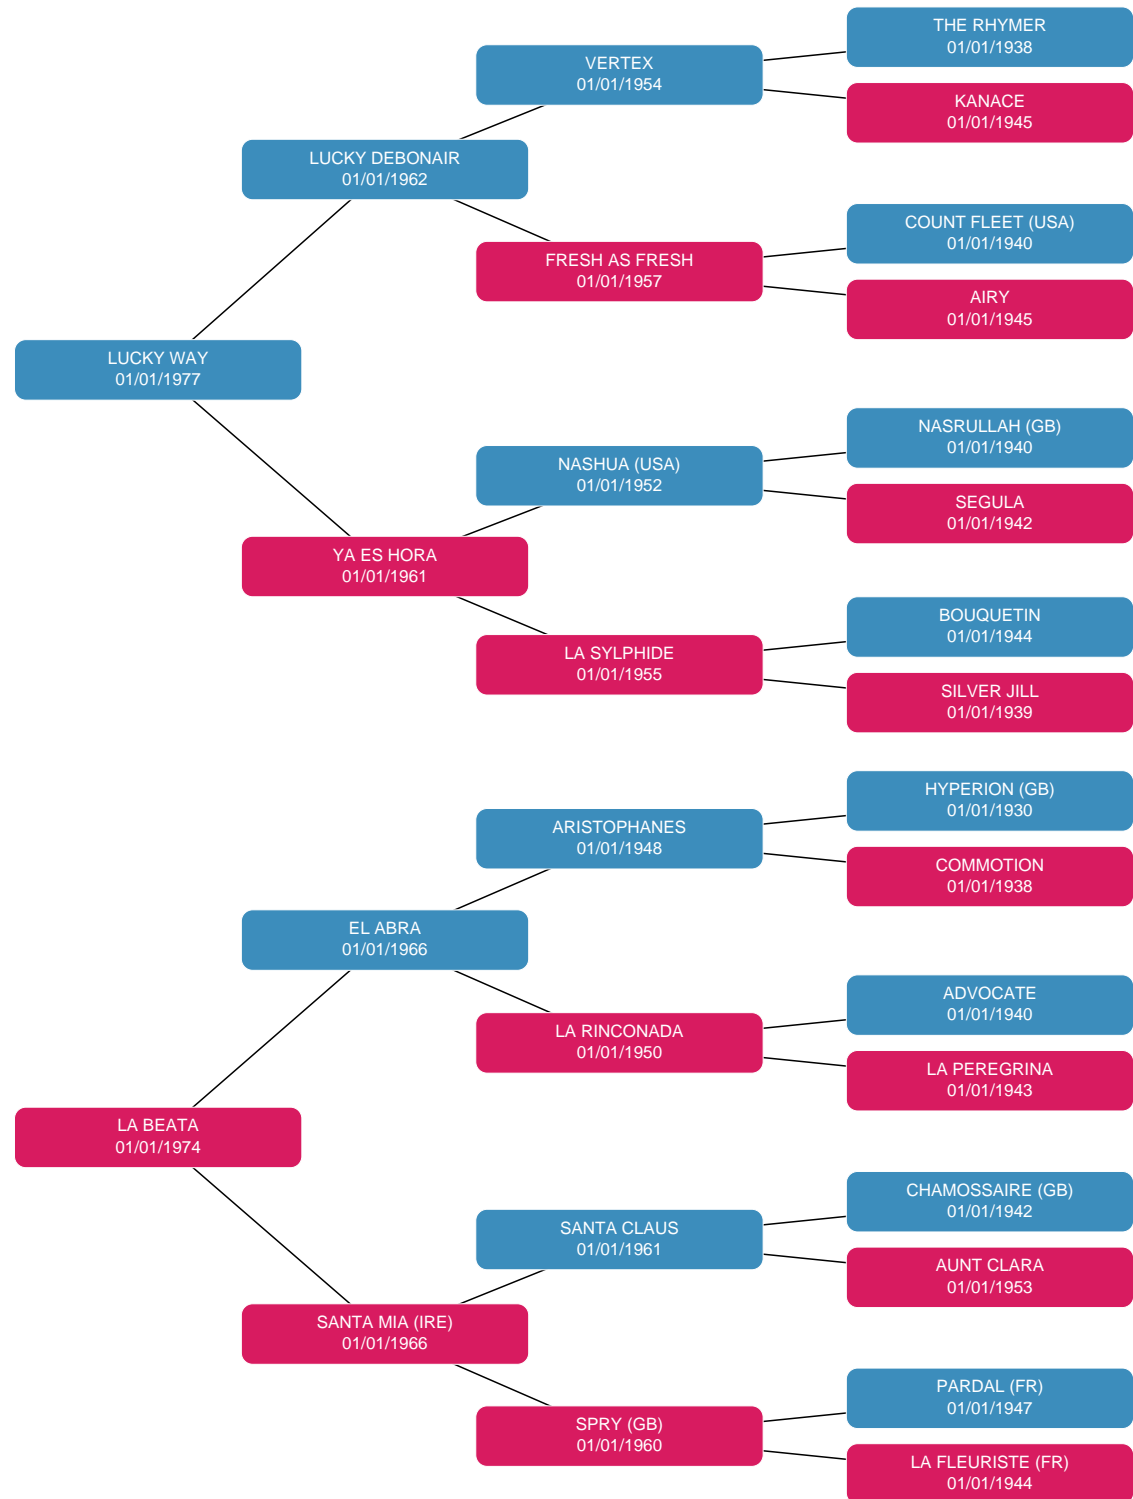 THE RHYMER
01/01/1938
VERTEX
01/01/1954
KANACE
01/01/1945
LUCKY DEBONAIR
01/01/1962
COUNT FLEET (USA)
01/01/1940
FRESH AS FRESH
01/01/1957
AIRY
01/01/1945
LUCKY WAY
01/01/1977
NASRULLAH (GB)
01/01/1940
NASHUA (USA)
01/01/1952
SEGULA
01/01/1942
YA ES HORA
01/01/1961
BOUQUETIN
01/01/1944
LA SYLPHIDE
01/01/1955
SILVER JILL
01/01/1939
HYPERION (GB)
01/01/1930
ARISTOPHANES
01/01/1948
COMMOTION
01/01/1938
EL ABRA
01/01/1966
ADVOCATE
01/01/1940
LA RINCONADA
01/01/1950
LA PEREGRINA
01/01/1943
LA BEATA
01/01/1974
CHAMOSSAIRE (GB)
01/01/1942
SANTA CLAUS
01/01/1961
AUNT CLARA
01/01/1953
SANTA MIA (IRE)
01/01/1966
PARDAL (FR)
01/01/1947
SPRY (GB)
01/01/1960
LA FLEURISTE (FR)
01/01/1944